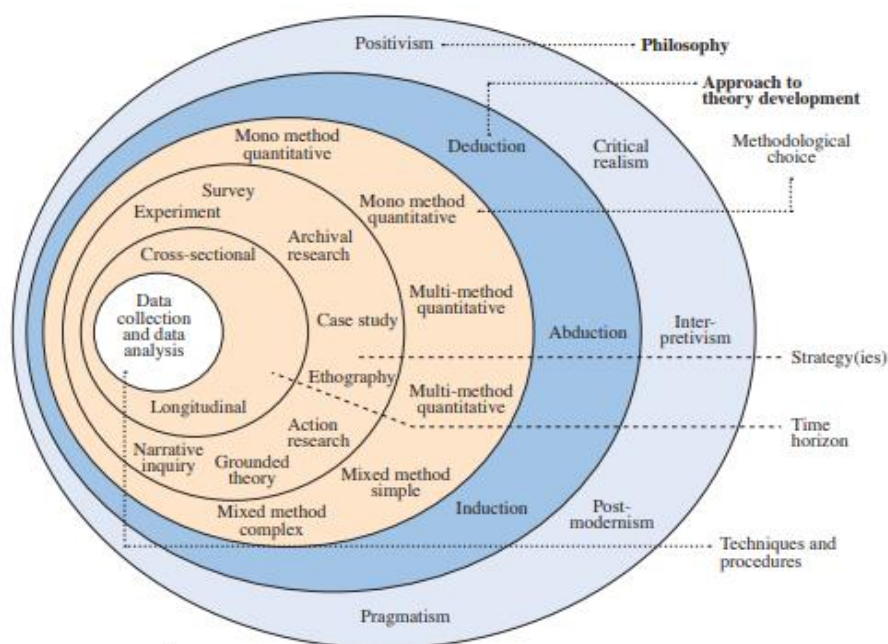 Positivism
Philosophy
Approach to
theory development
Mono method
quantitative
Deduction
Critical
realism
Methodological
choice
Survey
Experiment
Mono method
quantitative
Archival
research
Cross-sectional
Data
collection
and data
analysis
Multi-method
quantitative
Case study
Abduction
Inter-
pretivism
Strategy(ies)
Ethography
Multi-method
quantitative
Longitudinal
Time
horizon
Action
research
Narrative
inquiry
Grounded
theory
Mixed method
simple
Mixed method
complex
Induction
Post-
modernism
Techniques and
procedures
Pragmatism